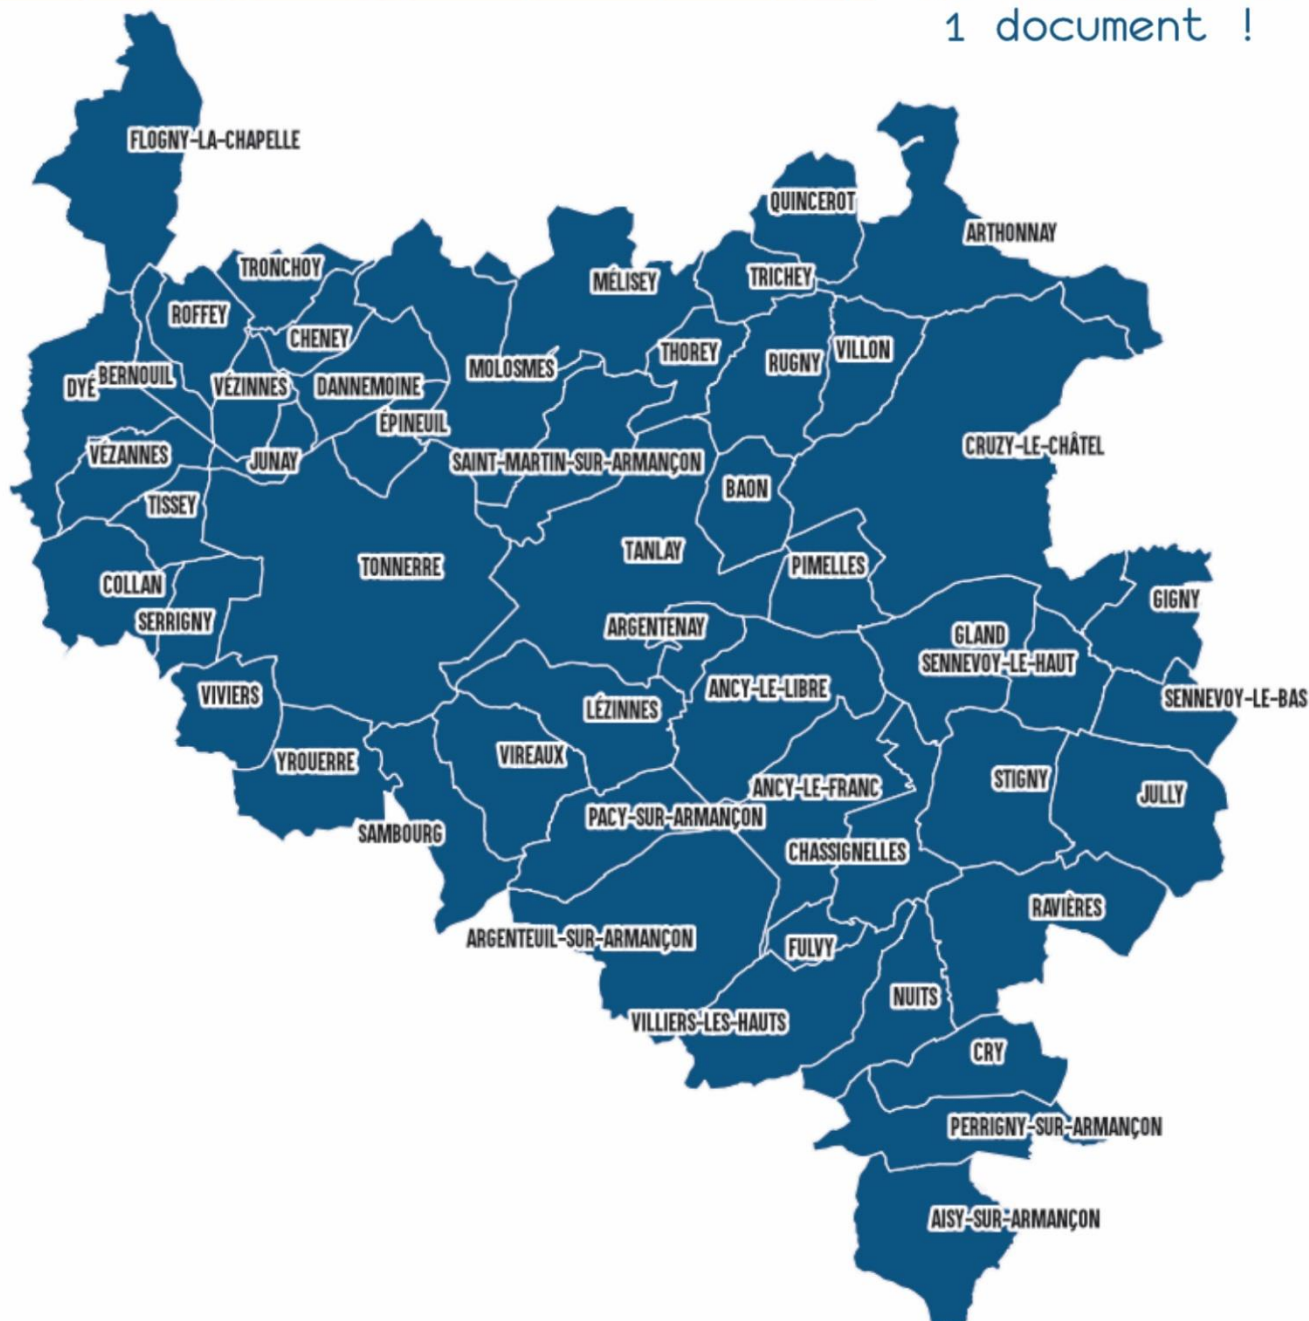 1 document !
FLOGNY-LA-CHAPELLE
QUINCEROT
ARTHONNAY
TRONCHOY
MÉLISEY
TRICHEY
ROFFEY
CHENEY
THOREY
RUGNY
VILLON
MOLOSMES
DYÉ
BERNOUIL
VÉZINNES
DANNEMOINE
ÉPINEUIL
CRUZY-LE-CHÂTEL
VÉZANNES
JUNAY
SAINT-MARTIN-SUR-ARMANÇON
BAON
TISSEY
TANLAY
TONNERRE
PIMELLES
COLLAN
GIGNY
SERRIGNY
ARGENTENAY
GLAND
SENNEVOY-LE-HAUT
VIVIERS
ANCY-LE-LIBRE
SENNEVOY-LE-BAS
LÉZINNES
VIREAUX
YROUERRE
STIGNY
ANCY-LE-FRANC
JULLY
PACY-SUR-ARMANÇON
SAMBOURG
CHASSIGNELLES
RAVIÈRES
ARGENTEUIL-SUR-ARMANÇON
FULVY
NUITS
VILLIERS-LES-HAUTS
CRY
PERRIGNY-SUR-ARMANÇON
AISY-SUR-ARMANÇON